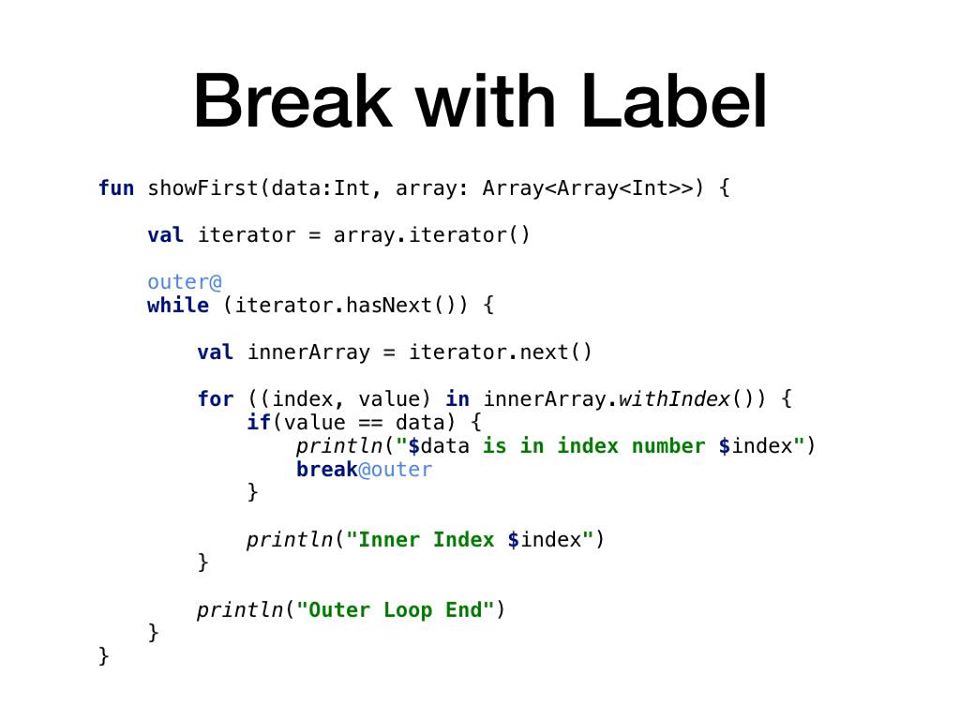 Break with Label
fun showFirst(data:Int, array: Array<Array<Int>>) {
val iterator = array.iterator()
outer@
while (iterator.hasNext()) {
val innerArray = iterator.next()
for ((index, value) in innerArray.withIndex()) {
if(value == data) {
println("$data is in index number $index")
break@outer
}
println("Inner Index $index")
}
println("Outer Loop End")
}
}